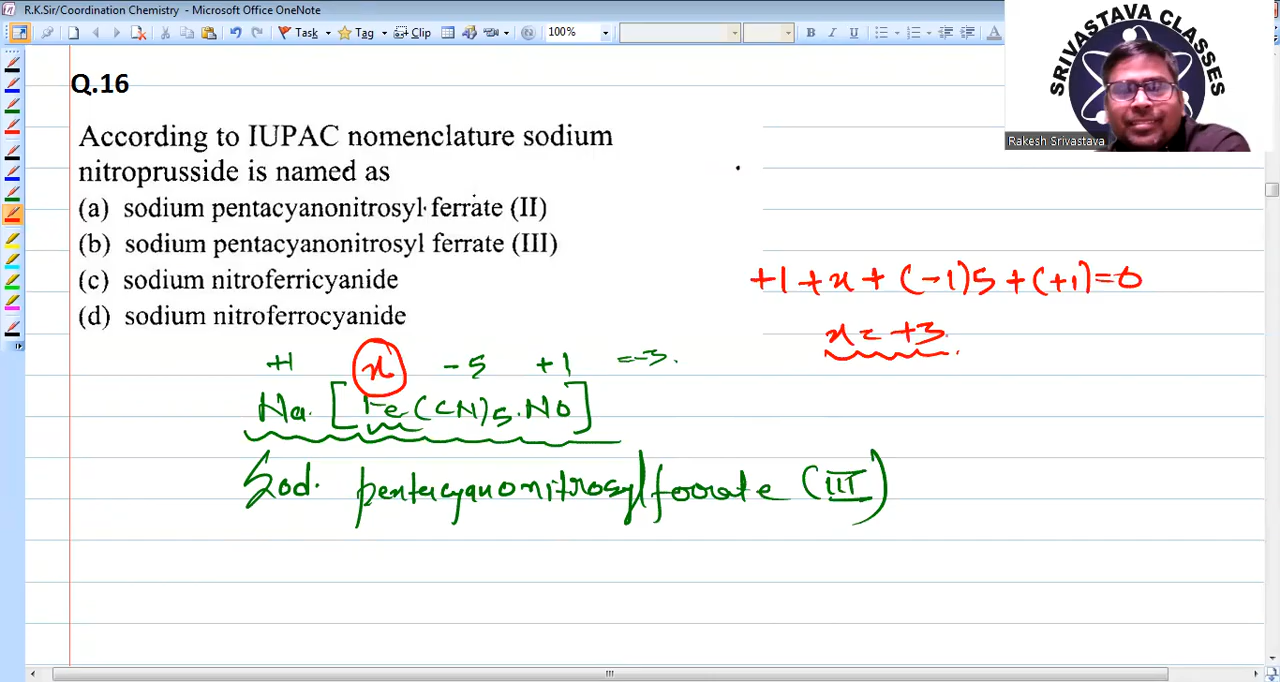 R.K.Sir/Coordination Chemistry - Microsoft Office OneNote
Task
Tag
Clip
100%
B I U A
SRIVASTAVA CLASSES
Rakesh Srivastava
Q.16
According to IUPAC nomenclature sodium
nitroprusside is named as
(a) sodium pentacyanonitrosyl ferrate (II)
(b) sodium pentacyanonitrosyl ferrate (III)
(c) sodium nitroferricyanide
(d) sodium nitroferrocyanide
+1 + x + (-1)5 + (+1) = 0
x = +3.
+1 x -5 +1 =-3.
Na. [Fe(CN)5.NO]
Sod. pentacyanonitrosylferrate (III)